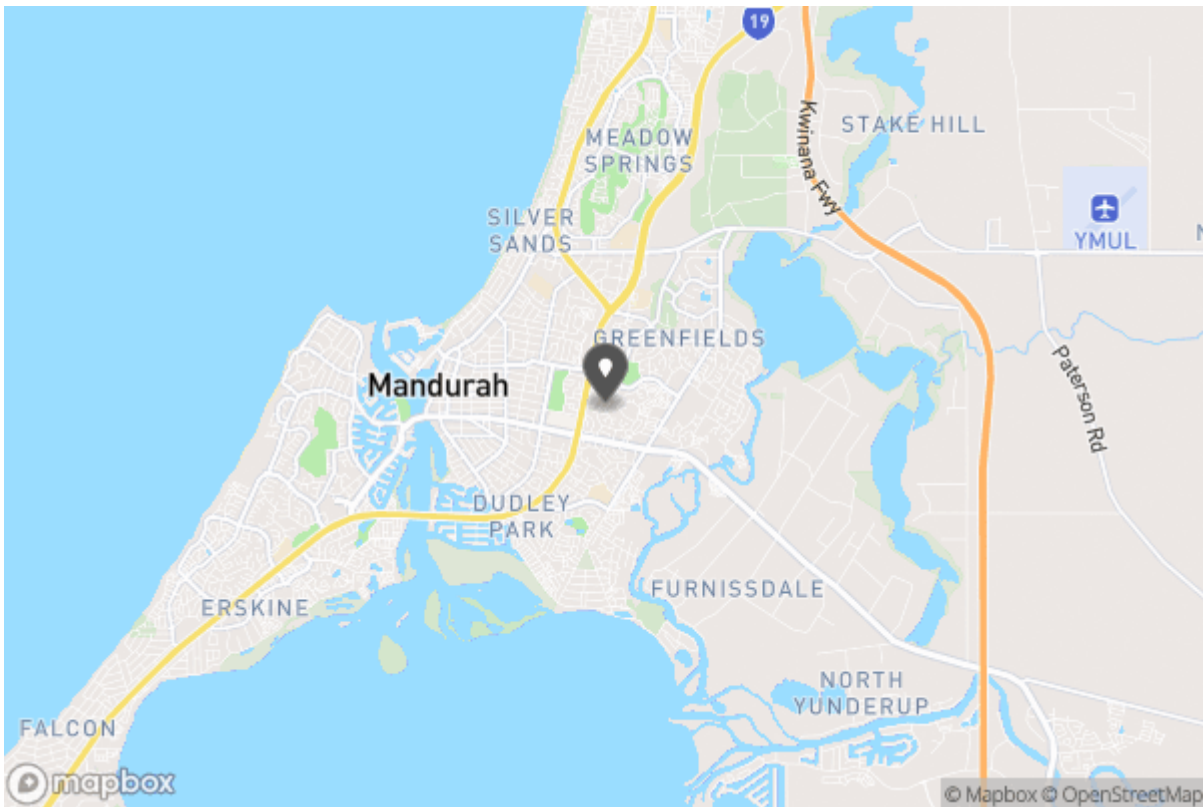 19
MEADOW
SPRINGS
STAKE HILL
Kwinana Fwy
SILVER
SANDS
YMUL
N
GREENFIELDS
Mandurah
Paterson Rd
DUDLEY
PARK
FURNISSDALE
ERSKINE
NORTH
YUNDERUP
FALCON
mapbox
© Mapbox © OpenStreetMap